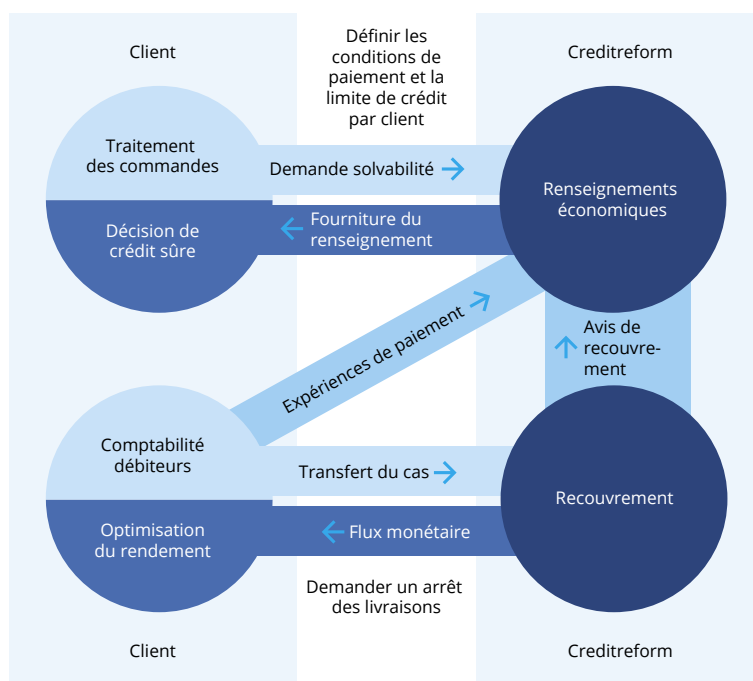 Client
Définir les
conditions de
paiement et la
limite de crédit
par client
Creditreform
Traitement
des commandes
Demande solvabilité
Renseignements
économiques
Décision de
crédit sûre
Fourniture du
renseignement
Expériences de paiement
Avis de
recouvre-
ment
Comptabilité
débiteurs
Transfert du cas
Recouvrement
Optimisation
du rendement
Flux monétaire
Demander un arrêt
des livraisons
Client
Creditreform